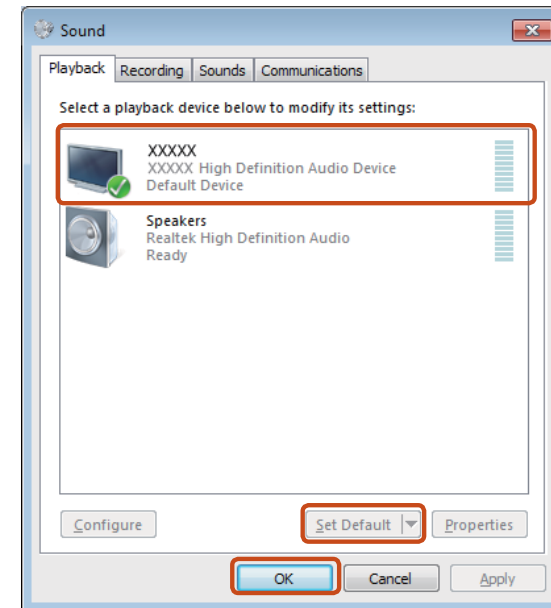 Sound
Playback Recording Sounds Communications
Select a playback device below to modify its settings:
XXXXX
XXXXX High Definition Audio Device
Default Device
Speakers
Realtek High Definition Audio
Ready
Configure Set Default Properties
OK Cancel Apply